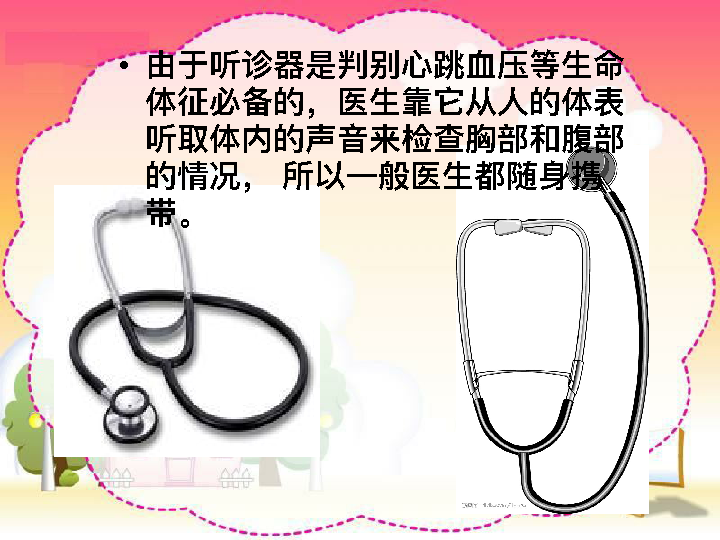 • 由于听诊器是判别心跳血压等生命
体征必备的，医生靠它从人的体表
听取体内的声音来检查胸部和腹部
的情况， 所以一般医生都随身携
带。